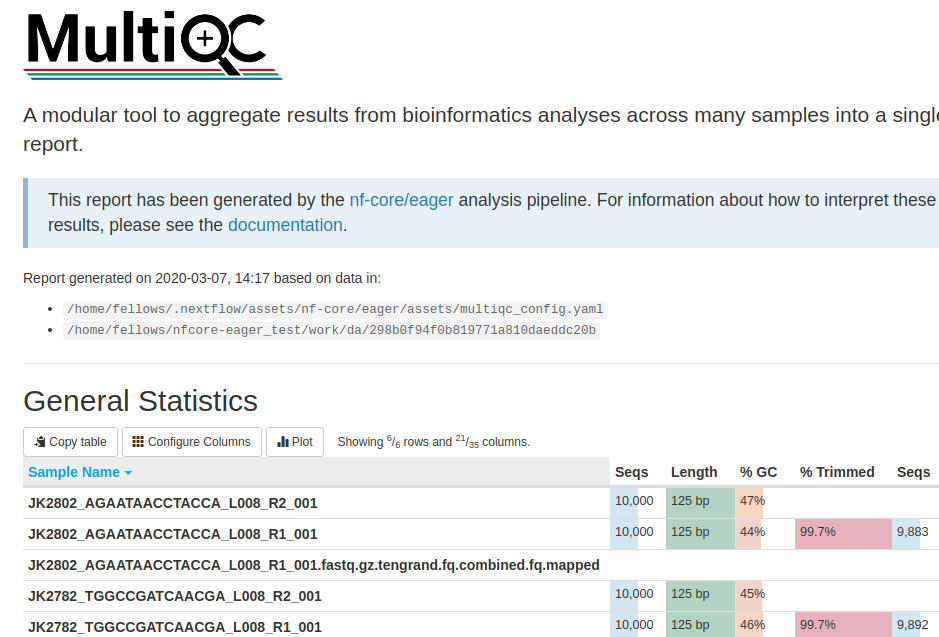 MultiQC
A modular tool to aggregate results from bioinformatics analyses across many samples into a single
report.
This report has been generated by the nf-core/eager analysis pipeline. For information about how to interpret these
results, please see the documentation.
Report generated on 2020-03-07, 14:17 based on data in:
• /home/fellows/.nextflow/assets/nf-core/eager/assets/multiqc_config.yaml
• /home/fellows/nfcore-eager_test/work/da/298b0f94f0b819771a810daeddc20b
General Statistics
Copy table Configure Columns Plot Showing 6/6 rows and 21/35 columns.
Sample Name Seqs Length % GC % Trimmed Seqs
JK2802_AGAATAACCTACCA_L008_R2_001 10,000 125 bp 47%
JK2802_AGAATAACCTACCA_L008_R1_001 10,000 125 bp 44% 99.7% 9,883
JK2802_AGAATAACCTACCA_L008_R1_001.fastq.gz.tengrand.fq.combined.fq.mapped
JK2782_TGGCCGATCAACGA_L008_R2_001 10,000 125 bp 45%
JK2782_TGGCCGATCAACGA_L008_R1_001 10,000 125 bp 46% 99.7% 9,892